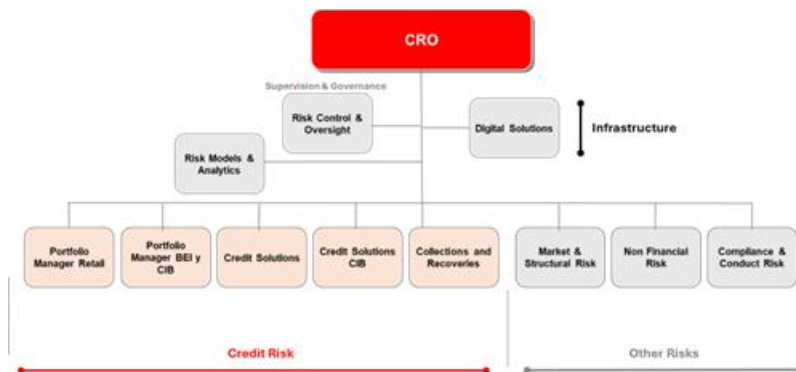 CRO
Supervision & Governance
Risk Control &
Oversight
Digital Solutions
Infrastructure
Risk Models &
Analytics
Portfolio
Manager Retail
Portfolio
Manager BEI y
CIB
Credit Solutions
Credit Solutions
CIB
Collections and
Recoveries
Market &
Structural Risk
Non Financial
Risk
Compliance &
Conduct Risk
Credit Risk
Other Risks